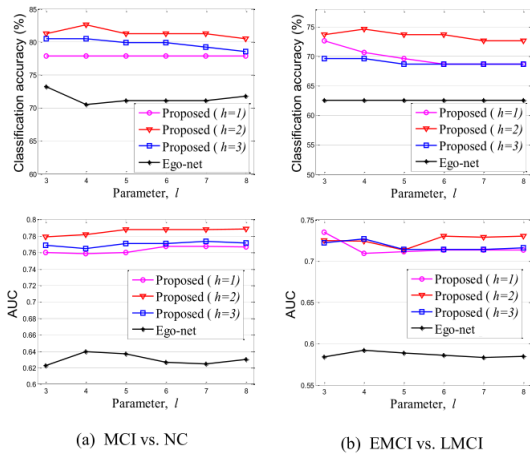 Classification accuracy (%)
85
80
75
70
65
60
3 4 5 6 7 8
Parameter, l
Proposed ( h=1)
Proposed ( h=2)
Proposed ( h=3)
Ego-net
Classification accuracy (%)
75
70
65
60
55
50
3 4 5 6 7 8
Parameter, l
Proposed ( h=1)
Proposed ( h=2)
Proposed ( h=3)
Ego-net
AUC
0.8
0.78
0.76
0.74
0.72
0.7
0.68
0.66
0.64
0.62
0.6
3 4 5 6 7 8
Parameter, l
Proposed ( h=1)
Proposed ( h=2)
Proposed ( h=3)
Ego-net
AUC
0.75
0.65
0.6
0.55
3 4 5 6 7 8
Parameter, l
Proposed ( h=1)
Proposed ( h=2)
Proposed ( h=3)
Ego-net
(a) MCI vs. NC
(b) EMCI vs. LMCI